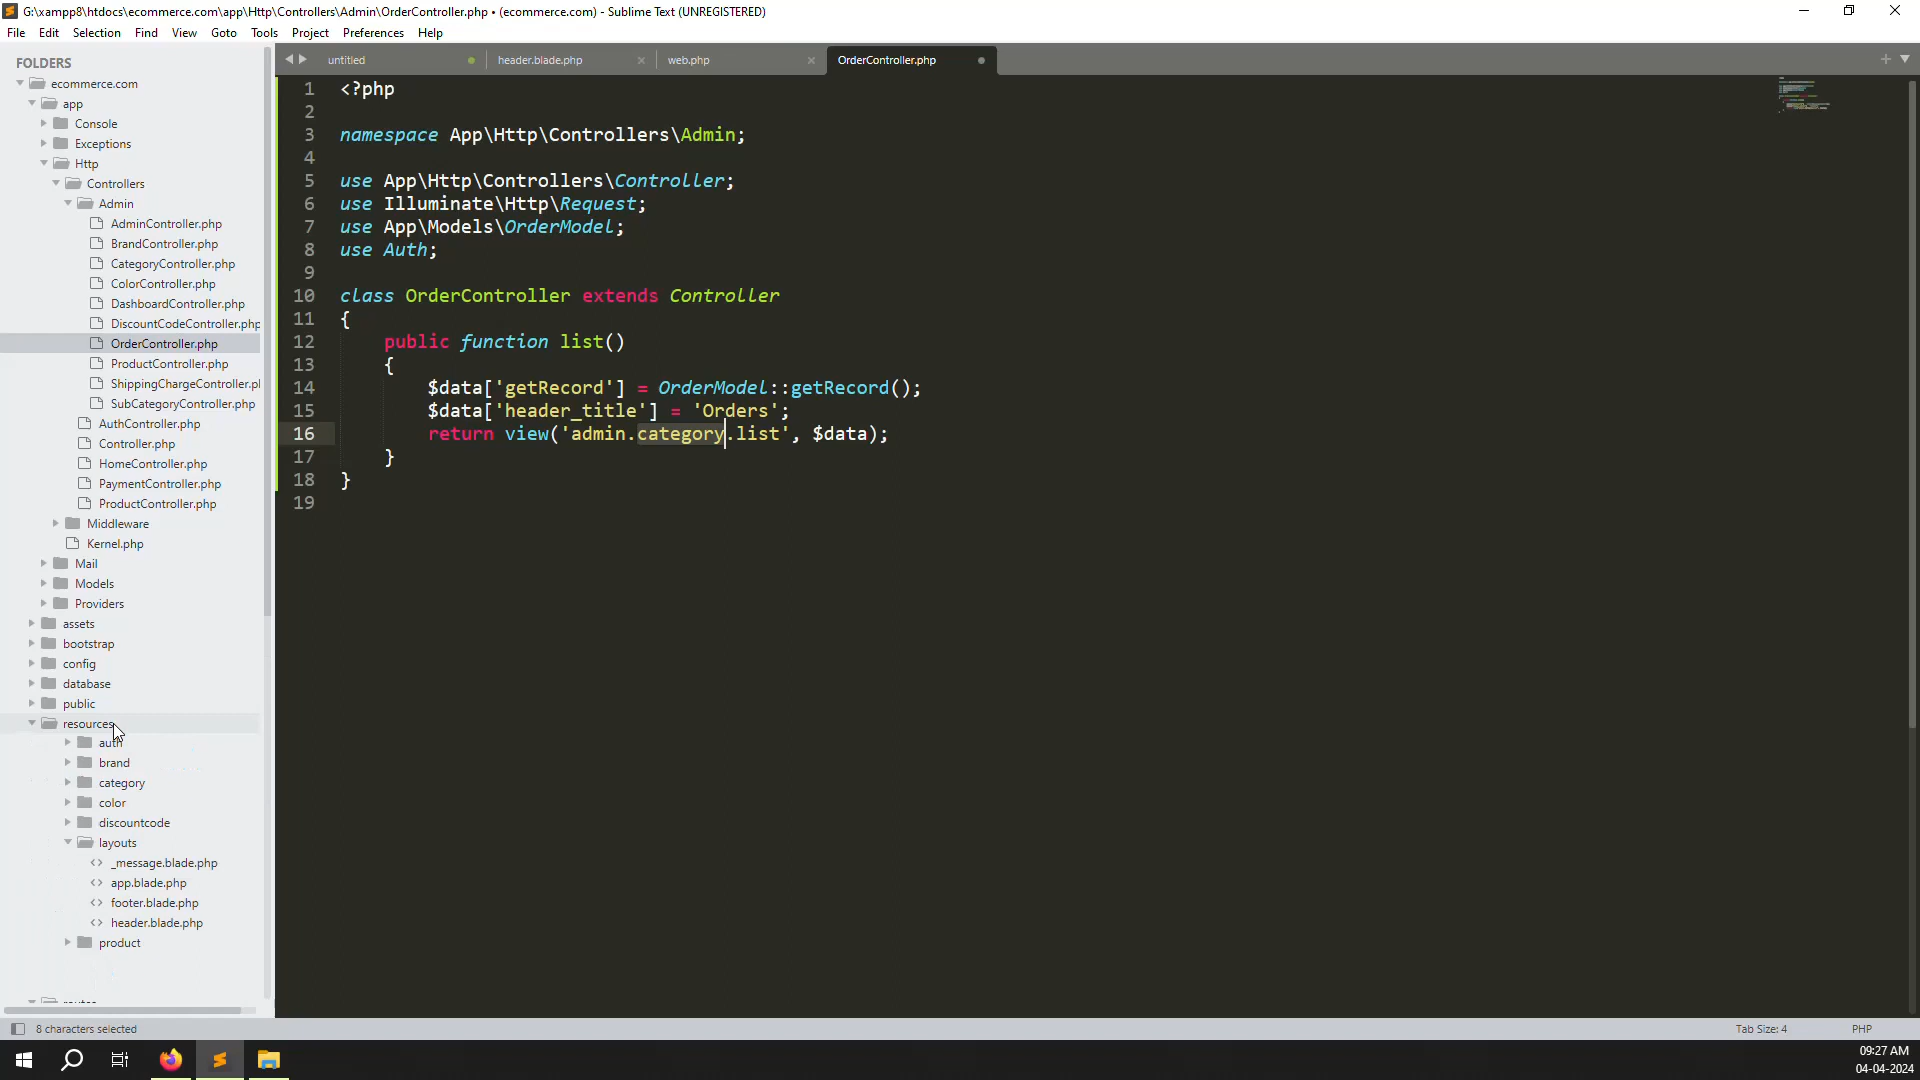 G:\xampp8\htdocs\ecommerce.com\app\Http\Controllers\Admin\OrderController.php • (ecommerce.com) - Sublime Text (UNREGISTERED)
File Edit Selection Find View Goto Tools Project Preferences Help
FOLDERS
ecommerce.com
app
Console
Exceptions
Http
Controllers
Admin
AdminController.php
BrandController.php
CategoryController.php
ColorController.php
DashboardController.php
DiscountCodeController.php
OrderController.php
ProductController.php
ShippingChargeController.pl
SubCategoryController.php
AuthController.php
Controller.php
HomeController.php
PaymentController.php
ProductController.php
Middleware
Kernel.php
Mail
Models
Providers
assets
bootstrap
config
database
public
resources
auth
brand
category
color
discountcode
layouts
_message.blade.php
app.blade.php
footer.blade.php
header.blade.php
product
untitled header.blade.php web.php OrderController.php
1 <?php
2
3 namespace App\Http\Controllers\Admin;
4
5 use App\Http\Controllers\Controller;
6 use Illuminate\Http\Request;
7 use App\Models\OrderModel;
8 use Auth;
9
10 class OrderController extends Controller
11 {
12 public function list()
13 {
14 $data['getRecord'] = OrderModel::getRecord();
15 $data['header_title'] = 'Orders';
16 return view('admin.category.list', $data);
17 }
18 }
19
8 characters selected Tab Size: 4 PHP
09:27 AM
04-04-2024